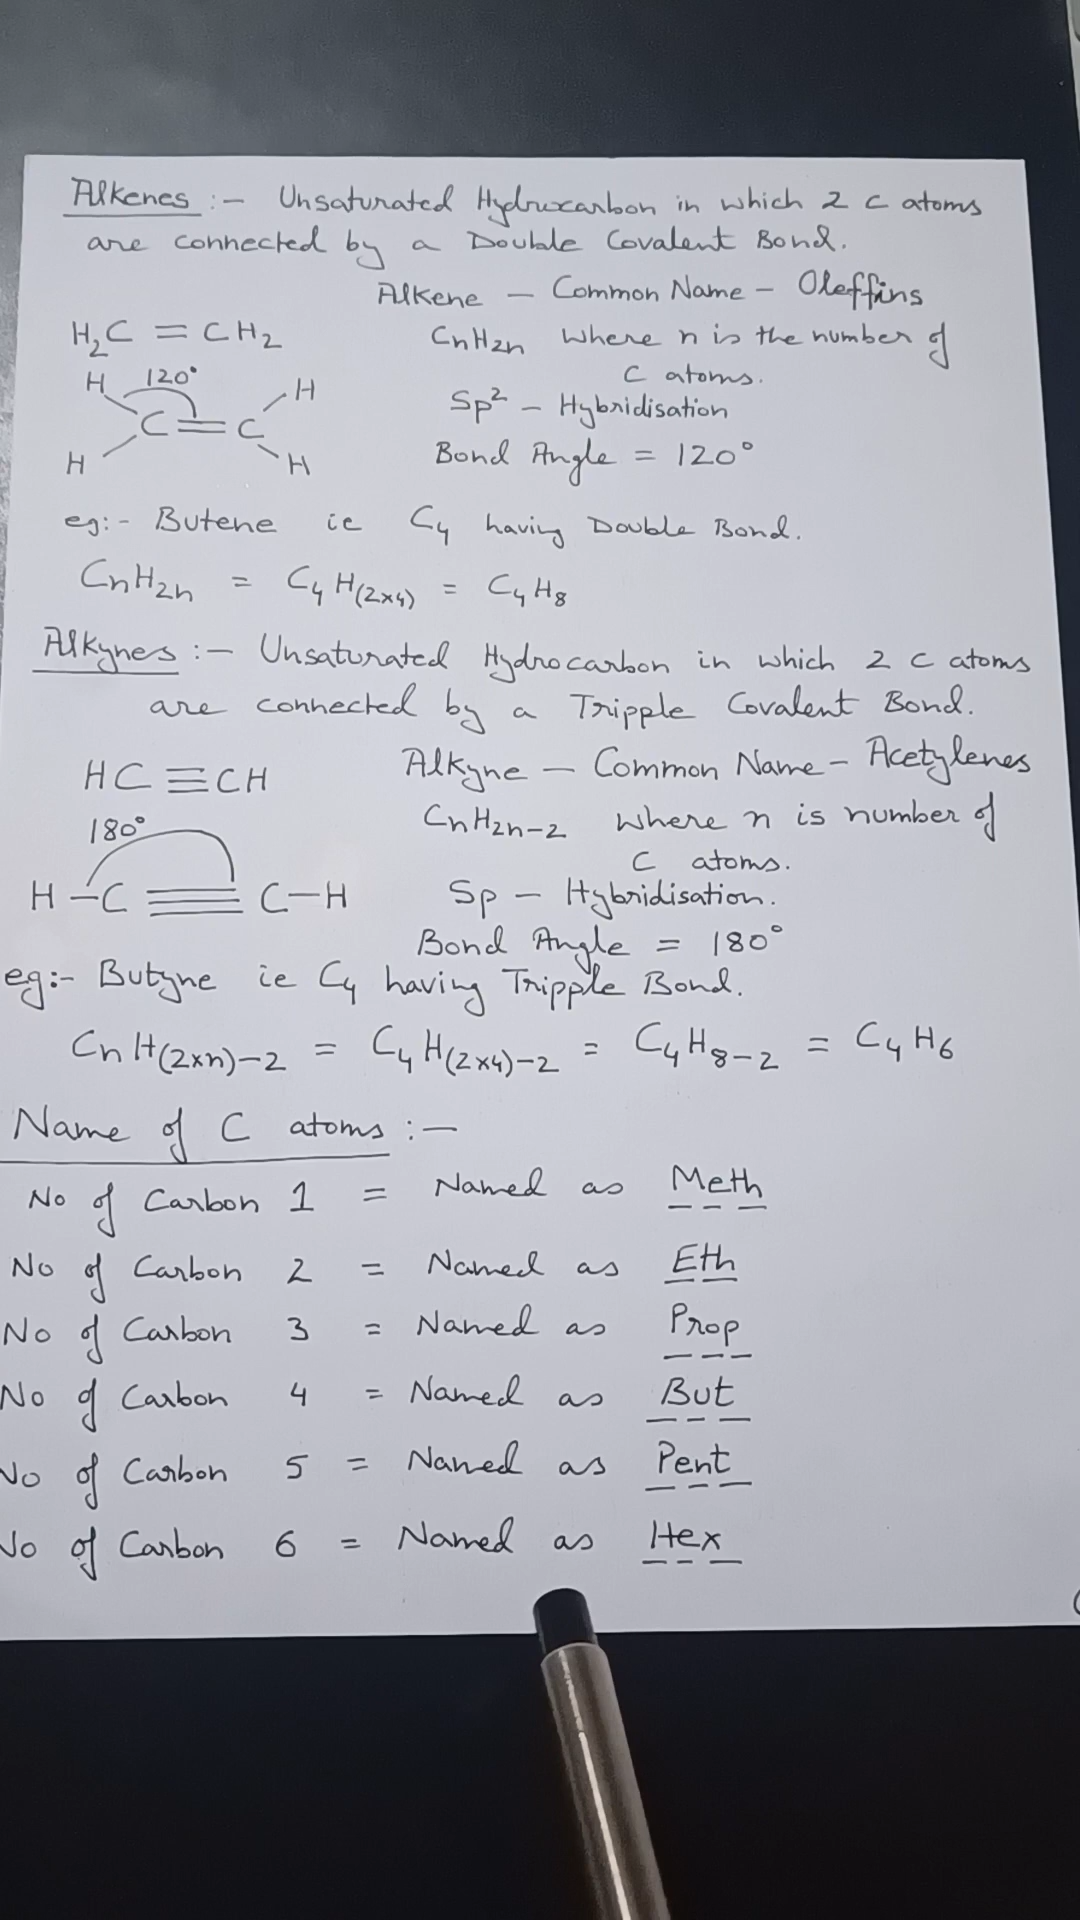 Alkenes :- Unsaturated Hydrocarbon in which 2 C atoms
are connected by a Double Covalent Bond.
Alkene - Common Name - Oleffins
H₂C = CH₂
CnH2n where n is the number of
C atoms.
H 120° H
C = C
H H
Sp² - Hybridisation
Bond Angle = 120°
eg:- Butene ie C₄ having Double Bond.
CnH2n = C₄H(2x4) = C₄H₈
Alkynes :- Unsaturated Hydrocarbon in which 2 C atoms
are connected by a Tripple Covalent Bond.
HC ≡ CH
Alkyne - Common Name - Acetylenes
CnH2n-2 where n is number of
C atoms.
180°
H-C ≡ C-H
Sp - Hybridisation.
Bond Angle = 180°
eg:- Butyne ie C₄ having Tripple Bond.
CnH(2xn)-2 = C₄H(2x4)-2 = C₄H₈₋₂ = C₄H₆
Name of C atoms :-
No of Carbon 1 = Named as Meth
No of Carbon 2 = Named as Eth
No of Carbon 3 = Named as Prop
No of Carbon 4 = Named as But
No of Carbon 5 = Named as Pent
No of Carbon 6 = Named as Hex